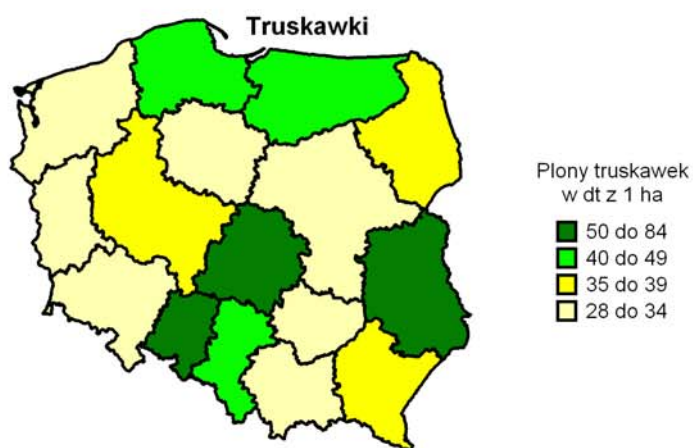 Truskawki
Plony truskawek
w dt z 1 ha
50 do 84
40 do 49
35 do 39
28 do 34